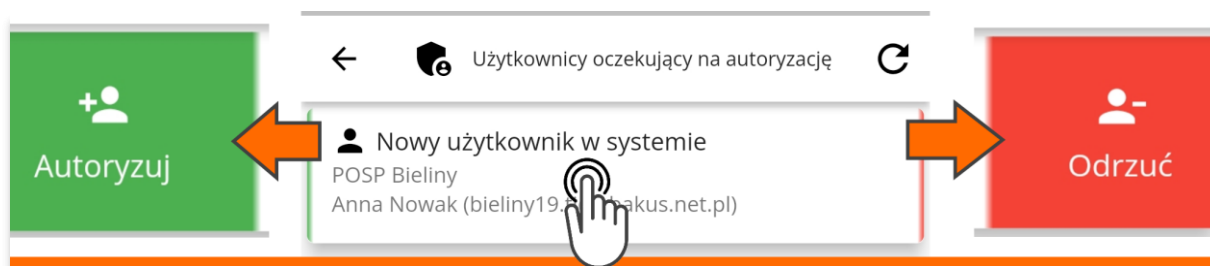 Użytkownicy oczekujący na autoryzację
Autoryzuj
Nowy użytkownik w systemie
POSP Bieliny
Anna Nowak (bieliny19. akus.net.pl)
Odrzuć